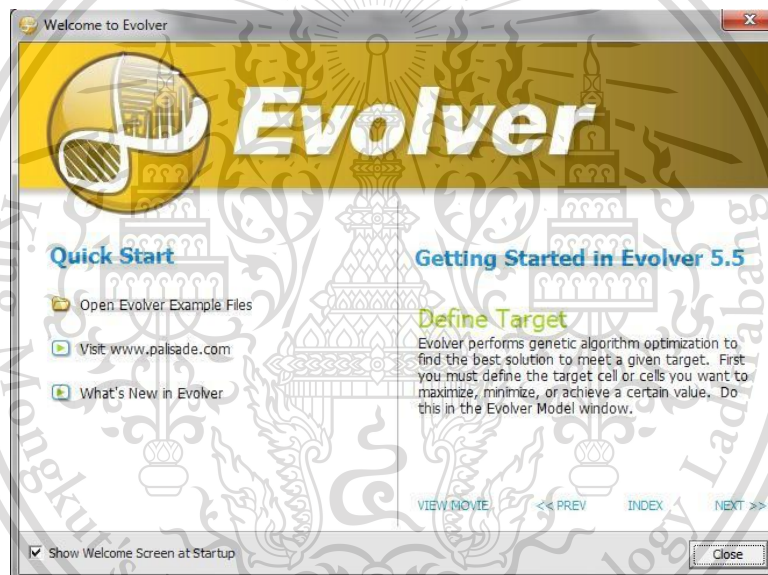 Welcome to Evolver
Evolver
Quick Start
Open Evolver Example Files
Visit www.palisade.com
What's New in Evolver
Getting Started in Evolver 5.5
Define Target
Evolver performs genetic algorithm optimization to
find the best solution to meet a given target. First
you must define the target cell or cells you want to
maximize, minimize, or achieve a certain value. Do
this in the Evolver Model window.
VIEW MOVIE
<< PREV
INDEX
NEXT >>
Show Welcome Screen at Startup
Close